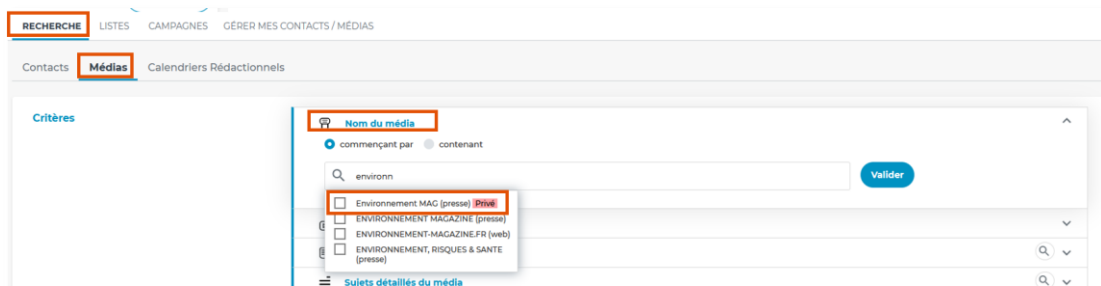 RECHERCHE LISTES CAMPAGNES GÉRER MES CONTACTS / MÉDIAS
Contacts Médias Calendriers Rédactionnels
Critères
Nom du média
commençant par contenant
environn
Valider
Environnement MAG (presse) Privé
ENVIRONNEMENT MAGAZINE (presse)
ENVIRONNEMENT-MAGAZINE.FR (web)
ENVIRONNEMENT, RISQUES & SANTE
(presse)
Sujets détaillés du média